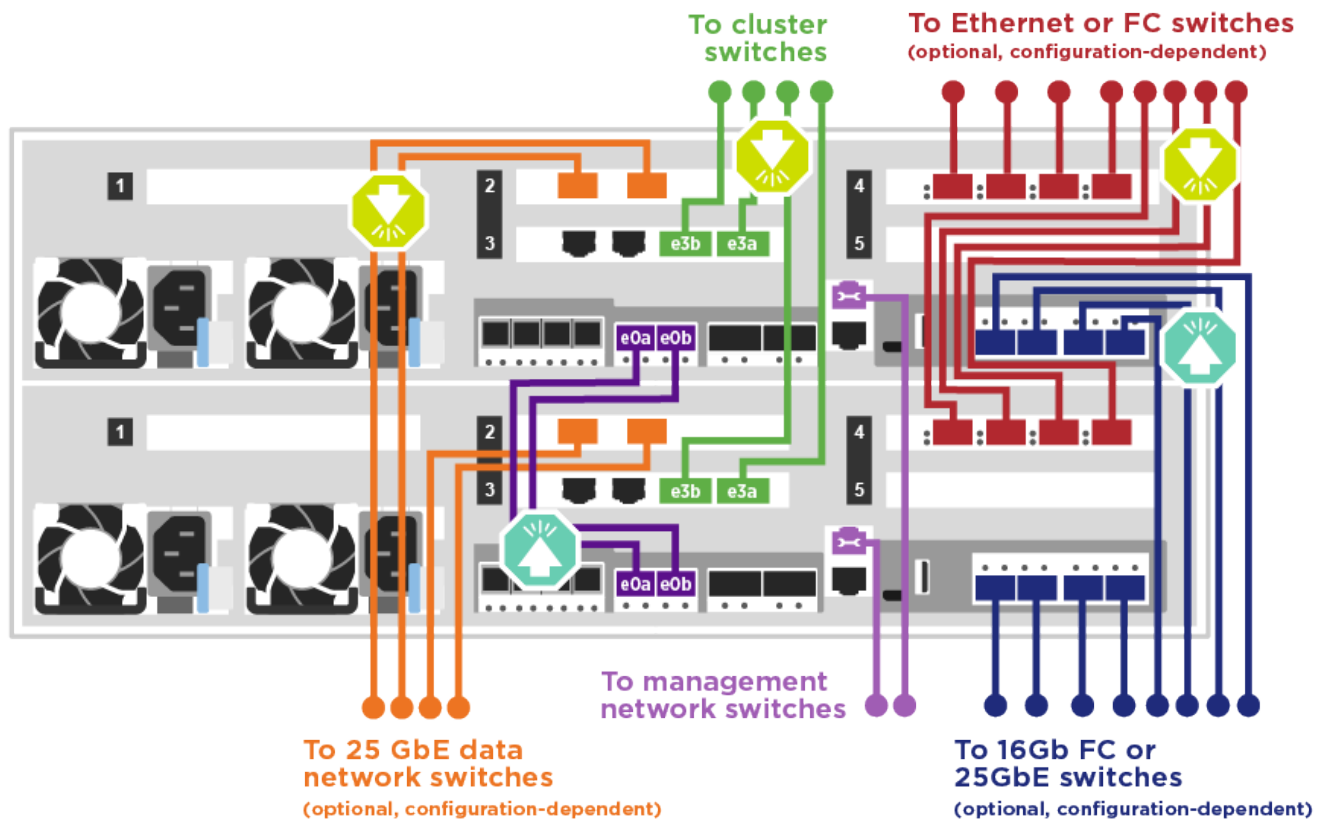 To cluster
switches
To Ethernet or FC switches
(optional, configuration-dependent)
1
2
4
3
e3b
e3a
5
e0a
e0b
1
2
4
3
e3b
e3a
5
e0a
e0b
To management
network switches
To 25 GbE data
network switches
(optional, configuration-dependent)
To 16Gb FC or
25GbE switches
(optional, configuration-dependent)